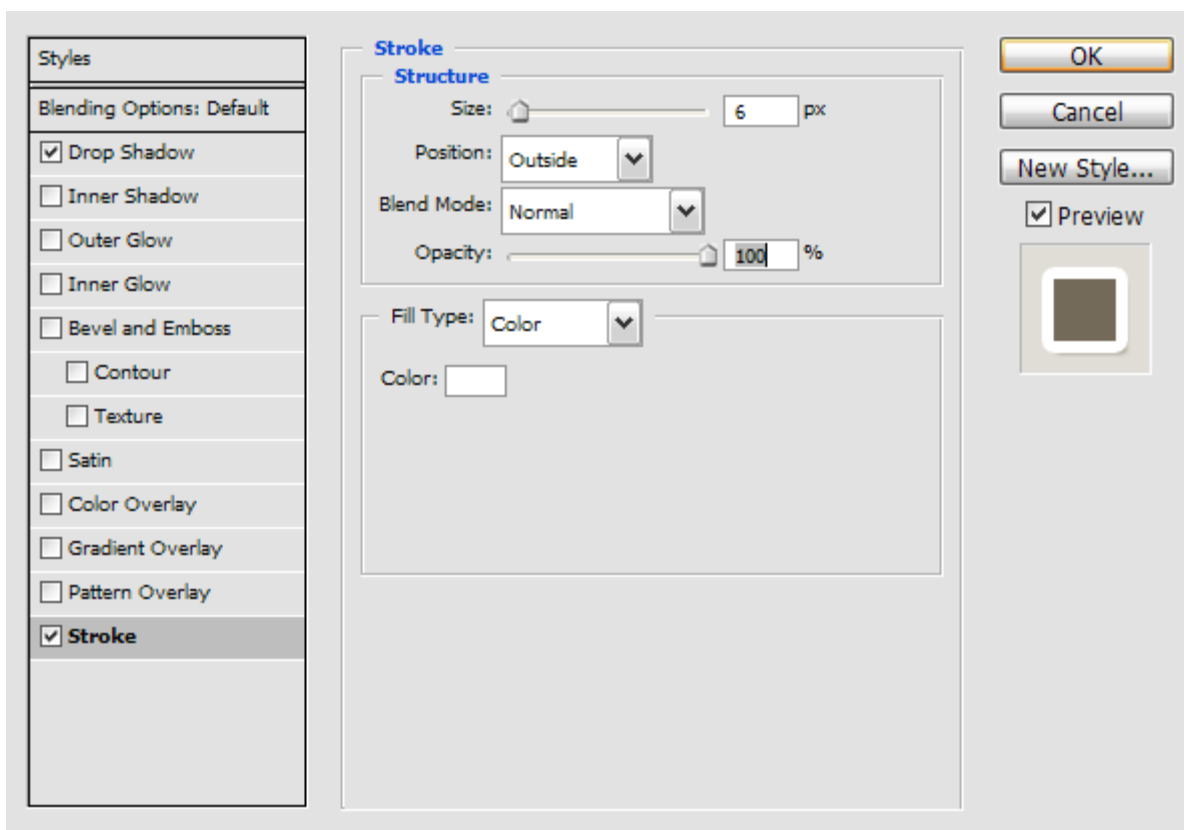 Styles
Blending Options: Default
Drop Shadow
Inner Shadow
Outer Glow
Inner Glow
Bevel and Emboss
Contour
Texture
Satin
Color Overlay
Gradient Overlay
Pattern Overlay
Stroke
Stroke
Structure
Size: 6 px
Position: Outside
Blend Mode: Normal
Opacity: 100 %
Fill Type: Color
Color:
OK
Cancel
New Style...
Preview